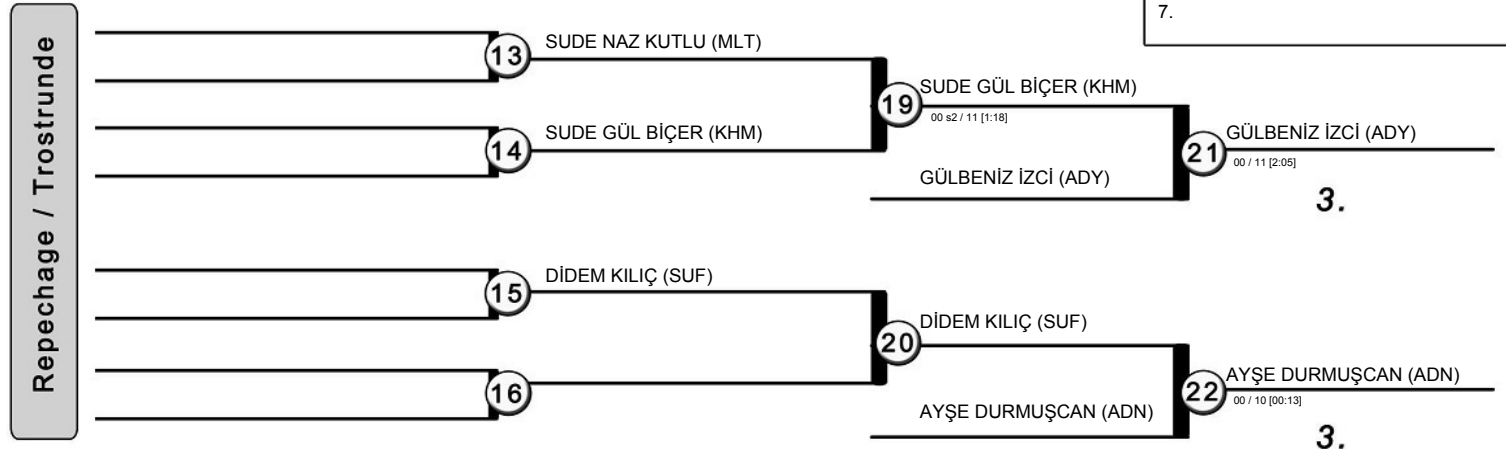 7.
Repechage / Trostrunde
13
SUDE NAZ KUTLU (MLT)
14
SUDE GÜL BİÇER (KHM)
19
SUDE GÜL BİÇER (KHM)
00 s2 / 11 [1:18]
GÜLBENİZ İZCİ (ADY)
21
GÜLBENİZ İZCİ (ADY)
00 / 11 [2:05]
3.
15
DİDEM KILIÇ (SUF)
16
20
DİDEM KILIÇ (SUF)
AYŞE DURMUŞCAN (ADN)
22
AYŞE DURMUŞCAN (ADN)
00 / 10 [00:13]
3.